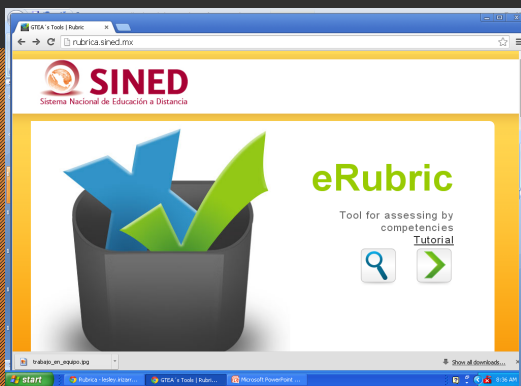 GTEA´s Tools | Rubric
rubrica.sined.mx
SINED
Sistema Nacional de Educación a Distancia
eRubric
Tool for assessing by
competencies
Tutorial
trabajo_en_equipo.jpg
Show all downloads...
start
Rubrica - lesley.irizarr...
GTEA´s Tools | Rubri...
Microsoft PowerPoint ...
8:36 AM